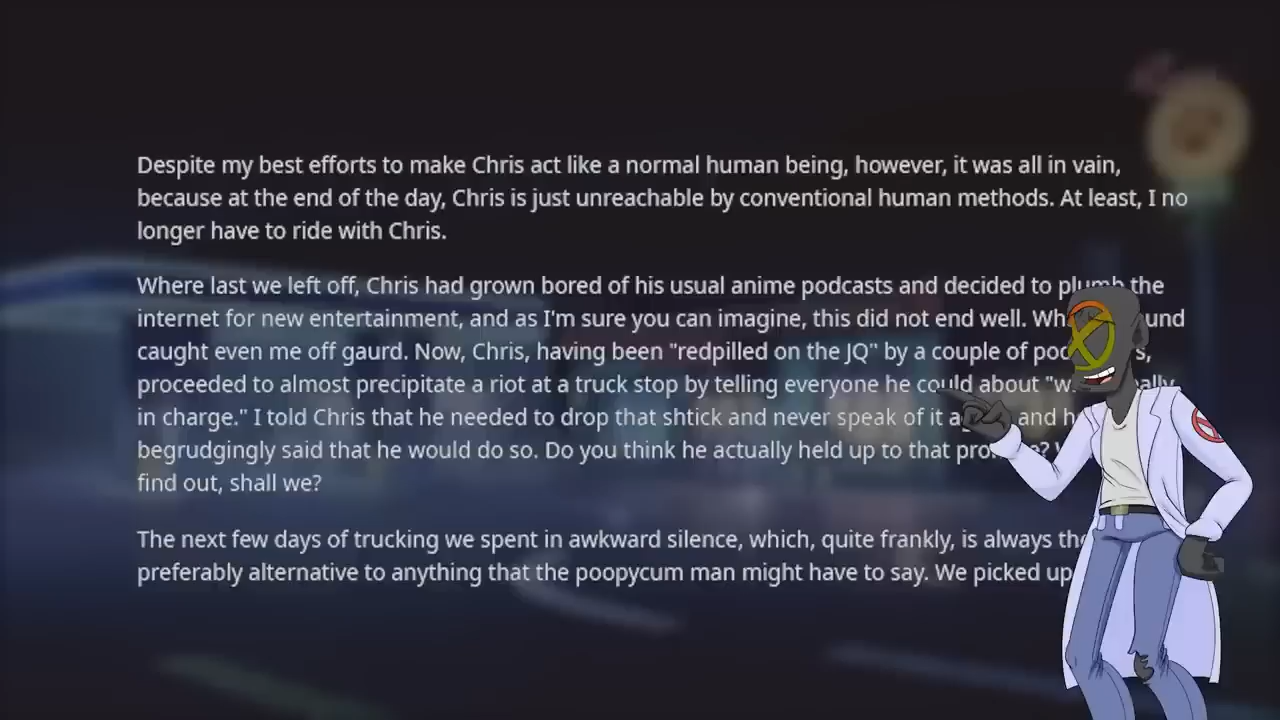 Despite my best efforts to make Chris act like a normal human being, however, it was all in vain,
because at the end of the day, Chris is just unreachable by conventional human methods. At least, I no
longer have to ride with Chris.
Where last we left off, Chris had grown bored of his usual anime podcasts and decided to plumb the
internet for new entertainment, and as I'm sure you can imagine, this did not end well.
caught even me off gaurd. Now, Chris, having been "redpilled on the JQ" by a couple of
proceeded to almost precipitate a riot at a truck stop by telling everyone he could about
in charge." I told Chris that he needed to drop that shtick and never speak of it and
begrudgingly said that he would do so. Do you think he actually held up to that
find out, shall we?
The next few days of trucking we spent in awkward silence, which, quite frankly, is always
preferably alternative to anything that the poopycum man might have to say. We picked up